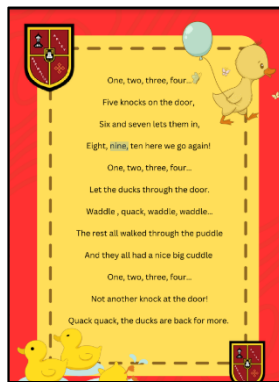 One, two, three, four...
Five knocks on the door,
Six and seven lets them in,
Eight, nine, ten here we go again!
One, two, three, four...
Let the ducks through the door.
Waddle , quack, waddle, waddle...
The rest all walked through the puddle
And they all had a nice big cuddle
One, two, three, four...
Not another knock at the door!
Quack quack, the ducks are back for more.